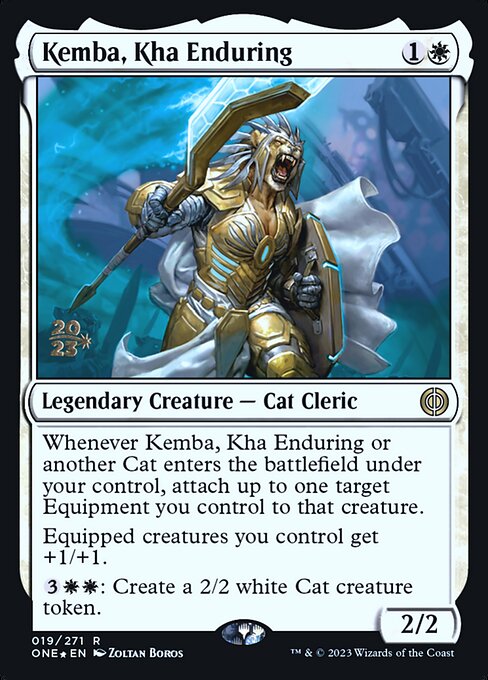 Kemba, Kha Enduring 1
20
23
Legendary Creature — Cat Cleric
Whenever Kemba, Kha Enduring or
another Cat enters the battlefield under
your control, attach up to one target
Equipment you control to that creature.
Equipped creatures you control get
+1/+1.
3: Create a 2/2 white Cat creature
token.
2/2
019/271 R
ONE★EN Zoltan Boros
™ & © 2023 Wizards of the Coast